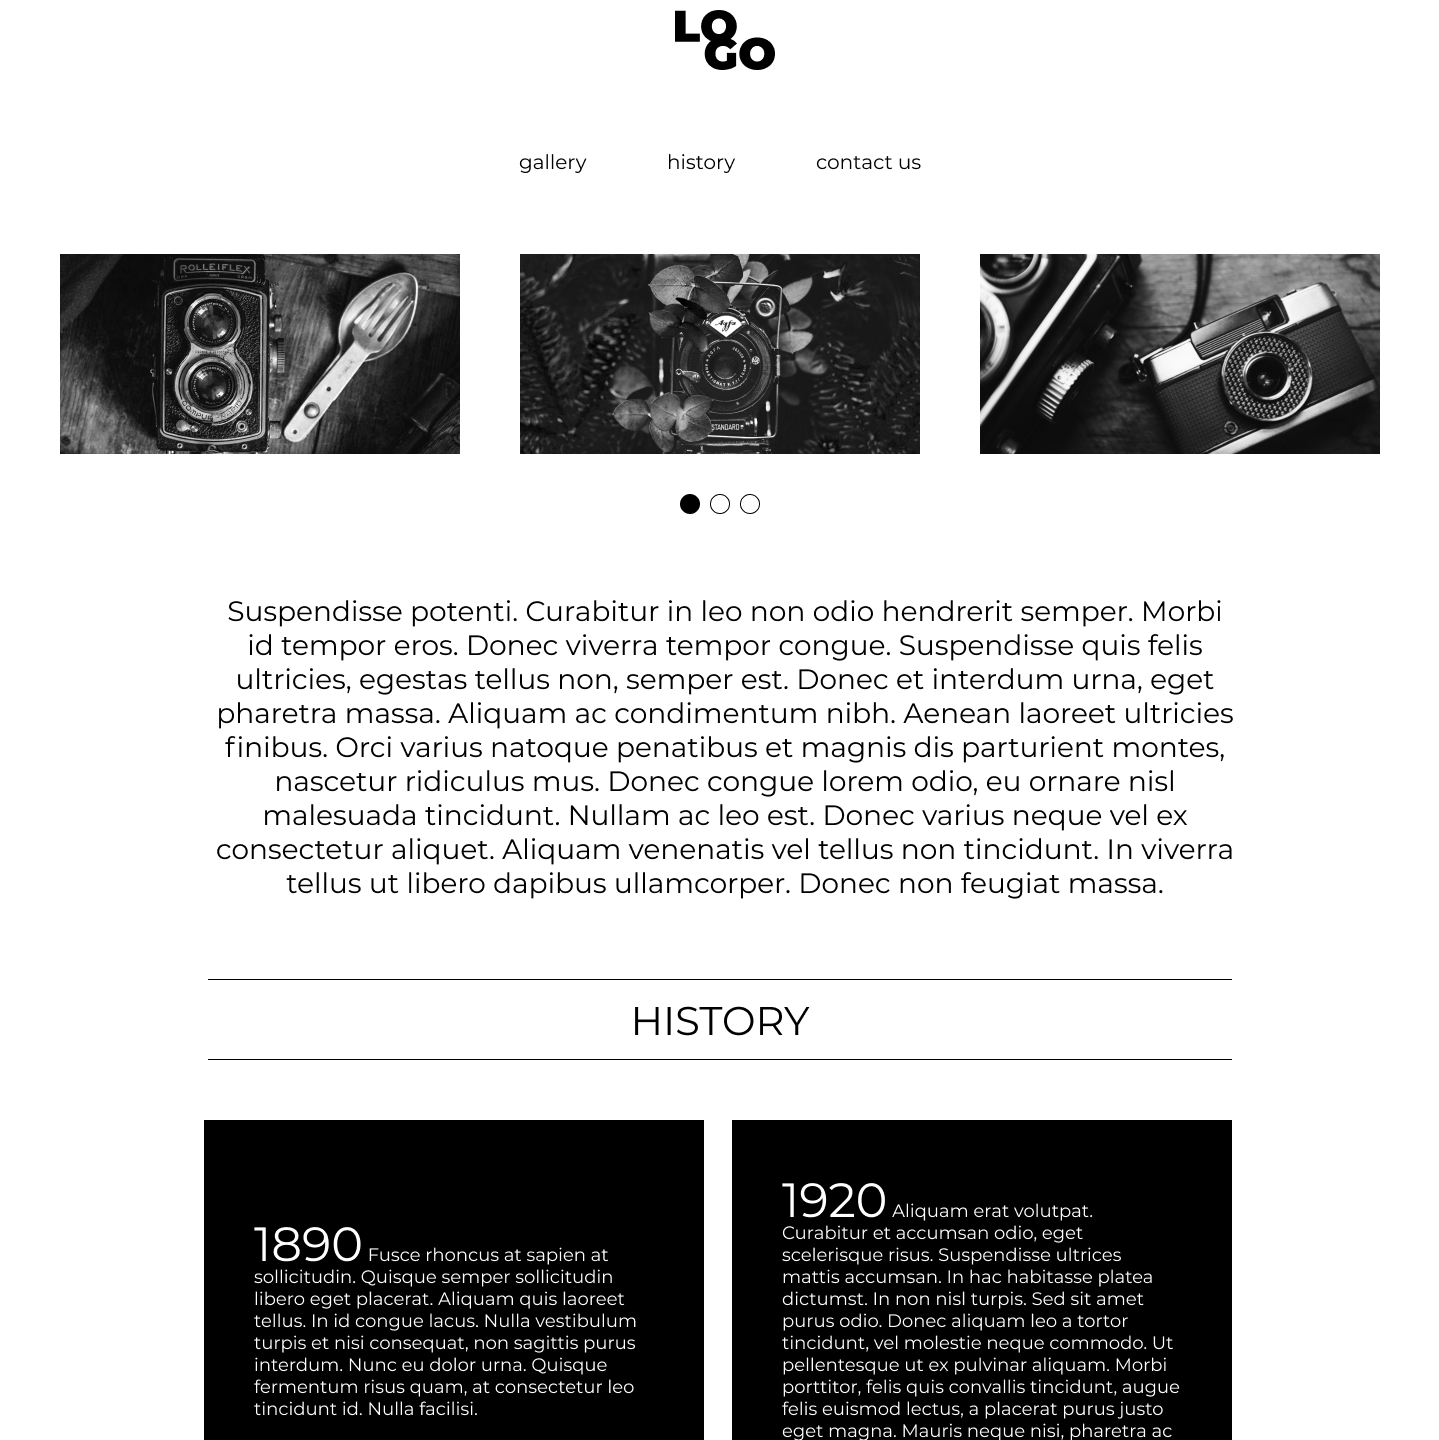 LO
GO
gallery history contact us
ROLLEIFLEX
COMPUR
Agfa
STANDARD
Suspendisse potenti. Curabitur in leo non odio hendrerit semper. Morbi
id tempor eros. Donec viverra tempor congue. Suspendisse quis felis
ultricies, egestas tellus non, semper est. Donec et interdum urna, eget
pharetra massa. Aliquam ac condimentum nibh. Aenean laoreet ultricies
finibus. Orci varius natoque penatibus et magnis dis parturient montes,
nascetur ridiculus mus. Donec congue lorem odio, eu ornare nisl
malesuada tincidunt. Nullam ac leo est. Donec varius neque vel ex
consectetur aliquet. Aliquam venenatis vel tellus non tincidunt. In viverra
tellus ut libero dapibus ullamcorper. Donec non feugiat massa.
HISTORY
1890 Fusce rhoncus at sapien at
sollicitudin. Quisque semper sollicitudin
libero eget placerat. Aliquam quis laoreet
tellus. In id congue lacus. Nulla vestibulum
turpis et nisi consequat, non sagittis purus
interdum. Nunc eu dolor urna. Quisque
fermentum risus quam, at consectetur leo
tincidunt id. Nulla facilisi.
1920 Aliquam erat volutpat.
Curabitur et accumsan odio, eget
scelerisque risus. Suspendisse ultrices
mattis accumsan. In hac habitasse platea
dictumst. In non nisl turpis. Sed sit amet
purus odio. Donec aliquam leo a tortor
tincidunt, vel molestie neque commodo. Ut
pellentesque ut ex pulvinar aliquam. Morbi
porttitor, felis quis convallis tincidunt, augue
felis euismod lectus, a placerat purus justo
eget magna. Mauris neque nisi, pharetra ac